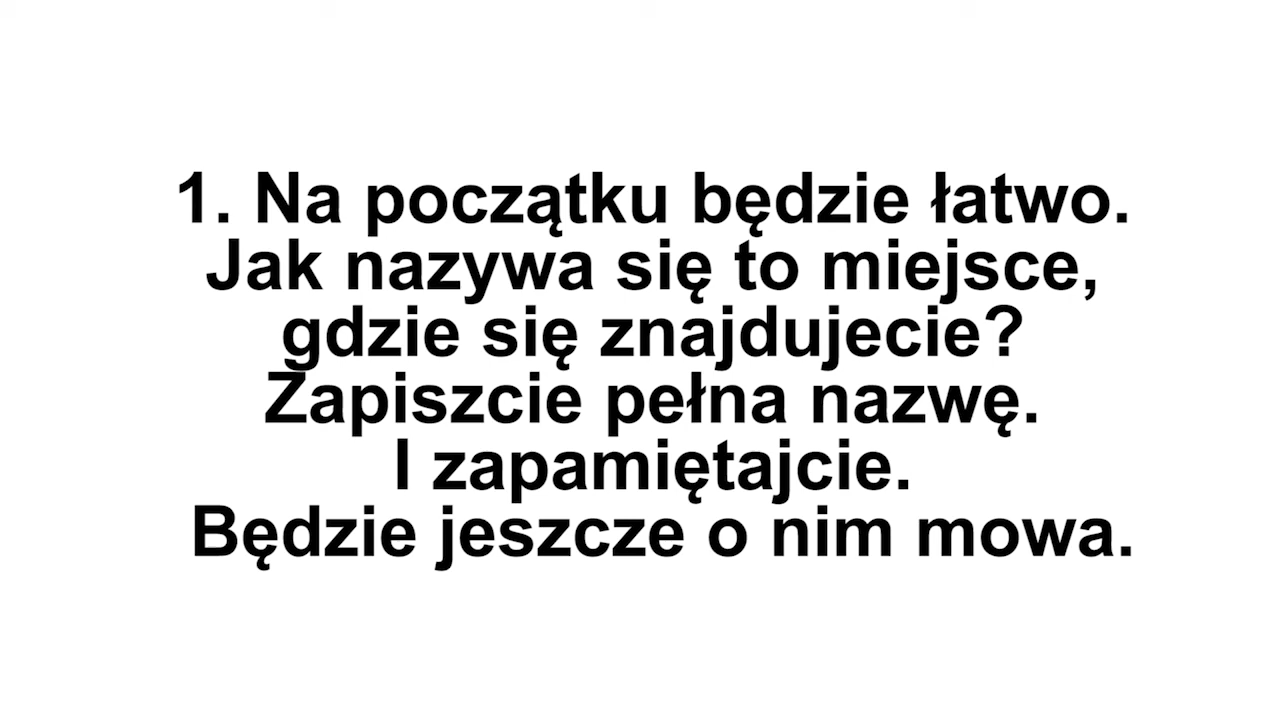 1. Na początku będzie łatwo.
Jak nazywa się to miejsce,
gdzie się znajdujecie?
Zapiszcie pełna nazwę.
I zapamiętajcie.
Będzie jeszcze o nim mowa.